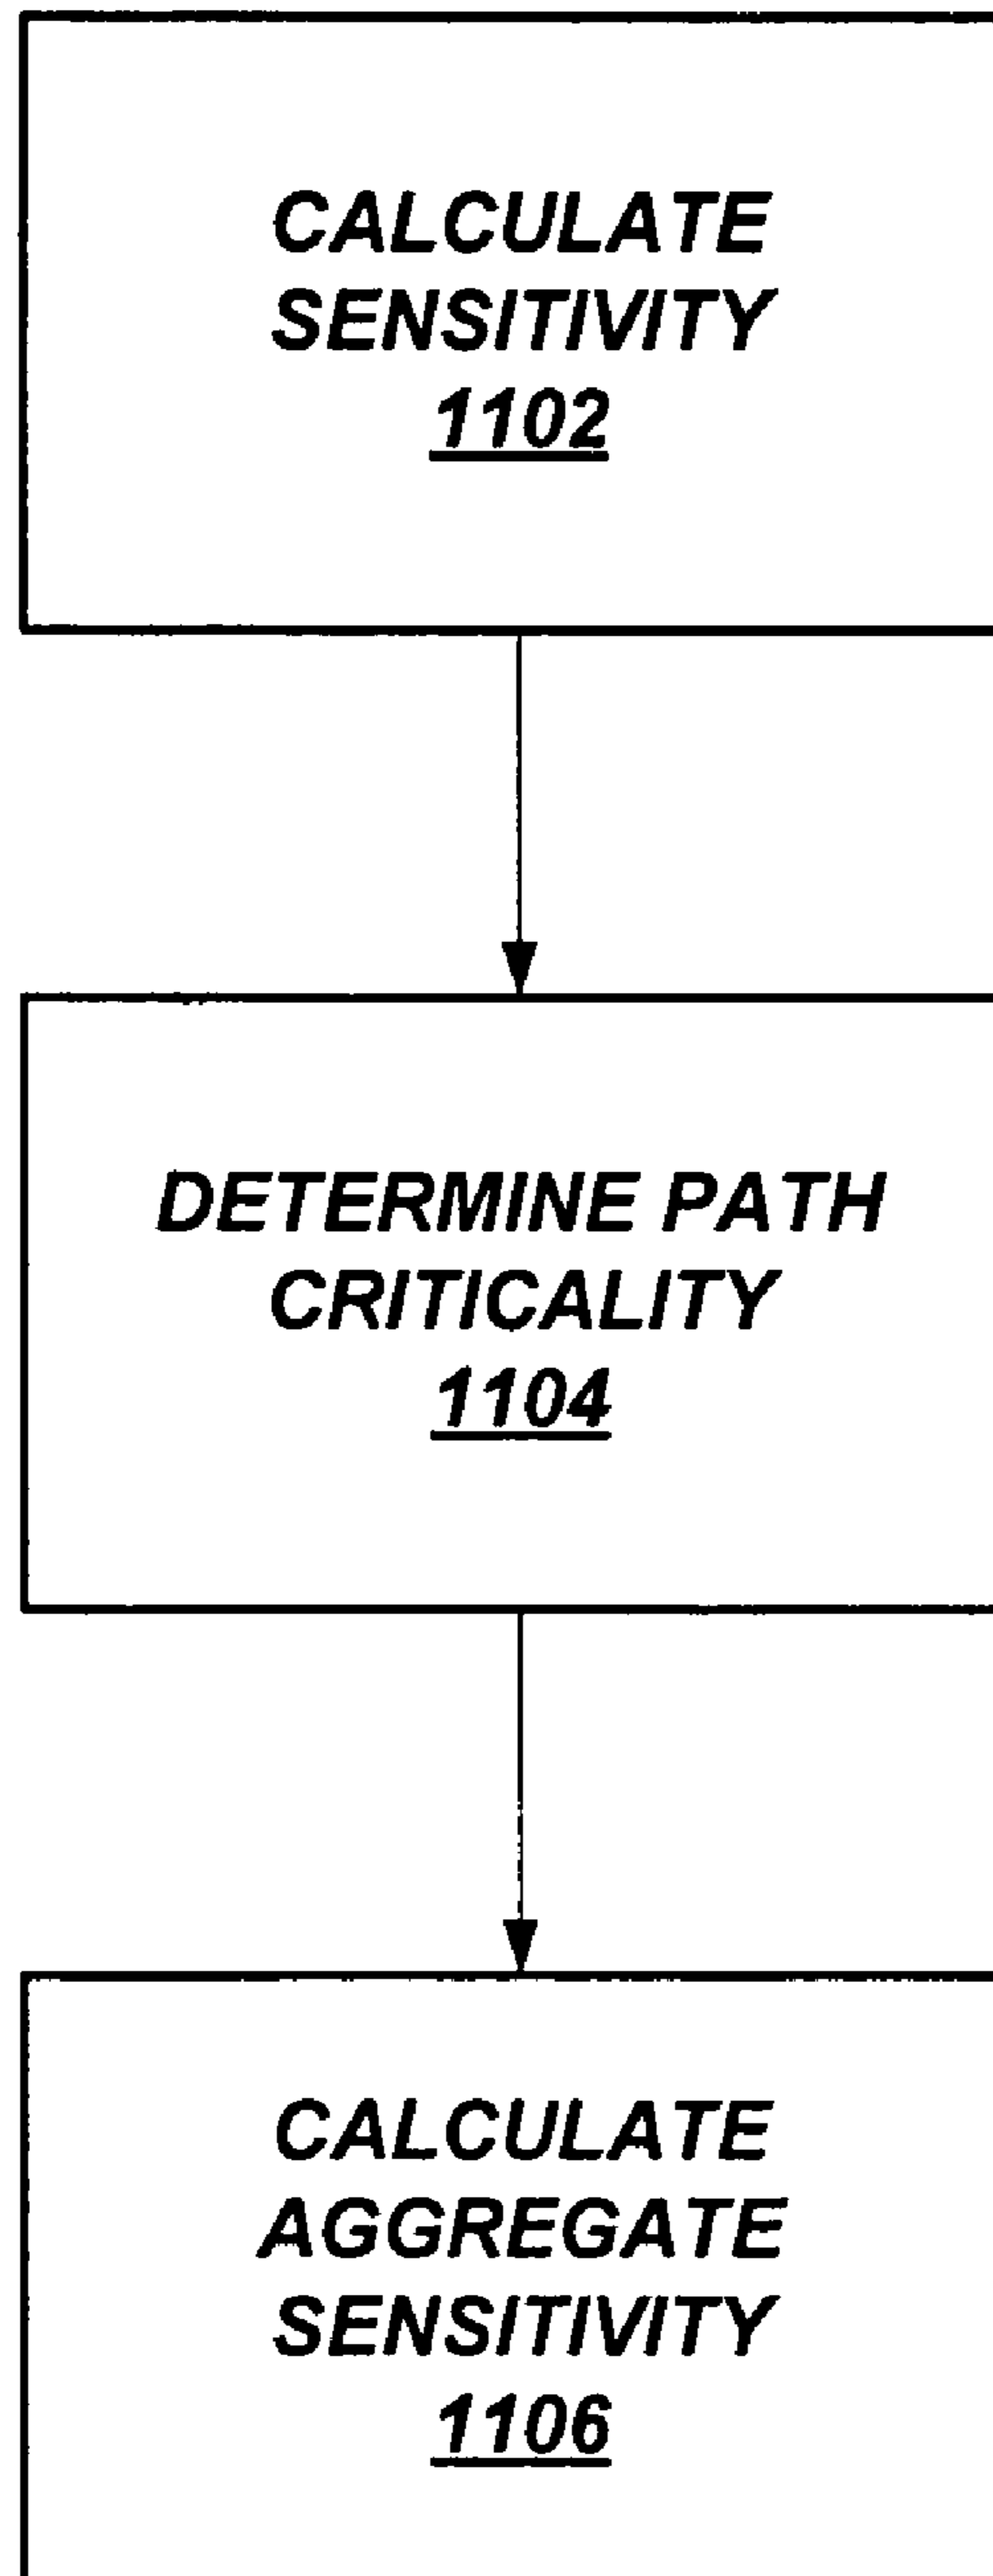 CALCULATE
SENSITIVITY
1102
DETERMINE PATH
CRITICALITY
1104
CALCULATE
AGGREGATE
SENSITIVITY
1106